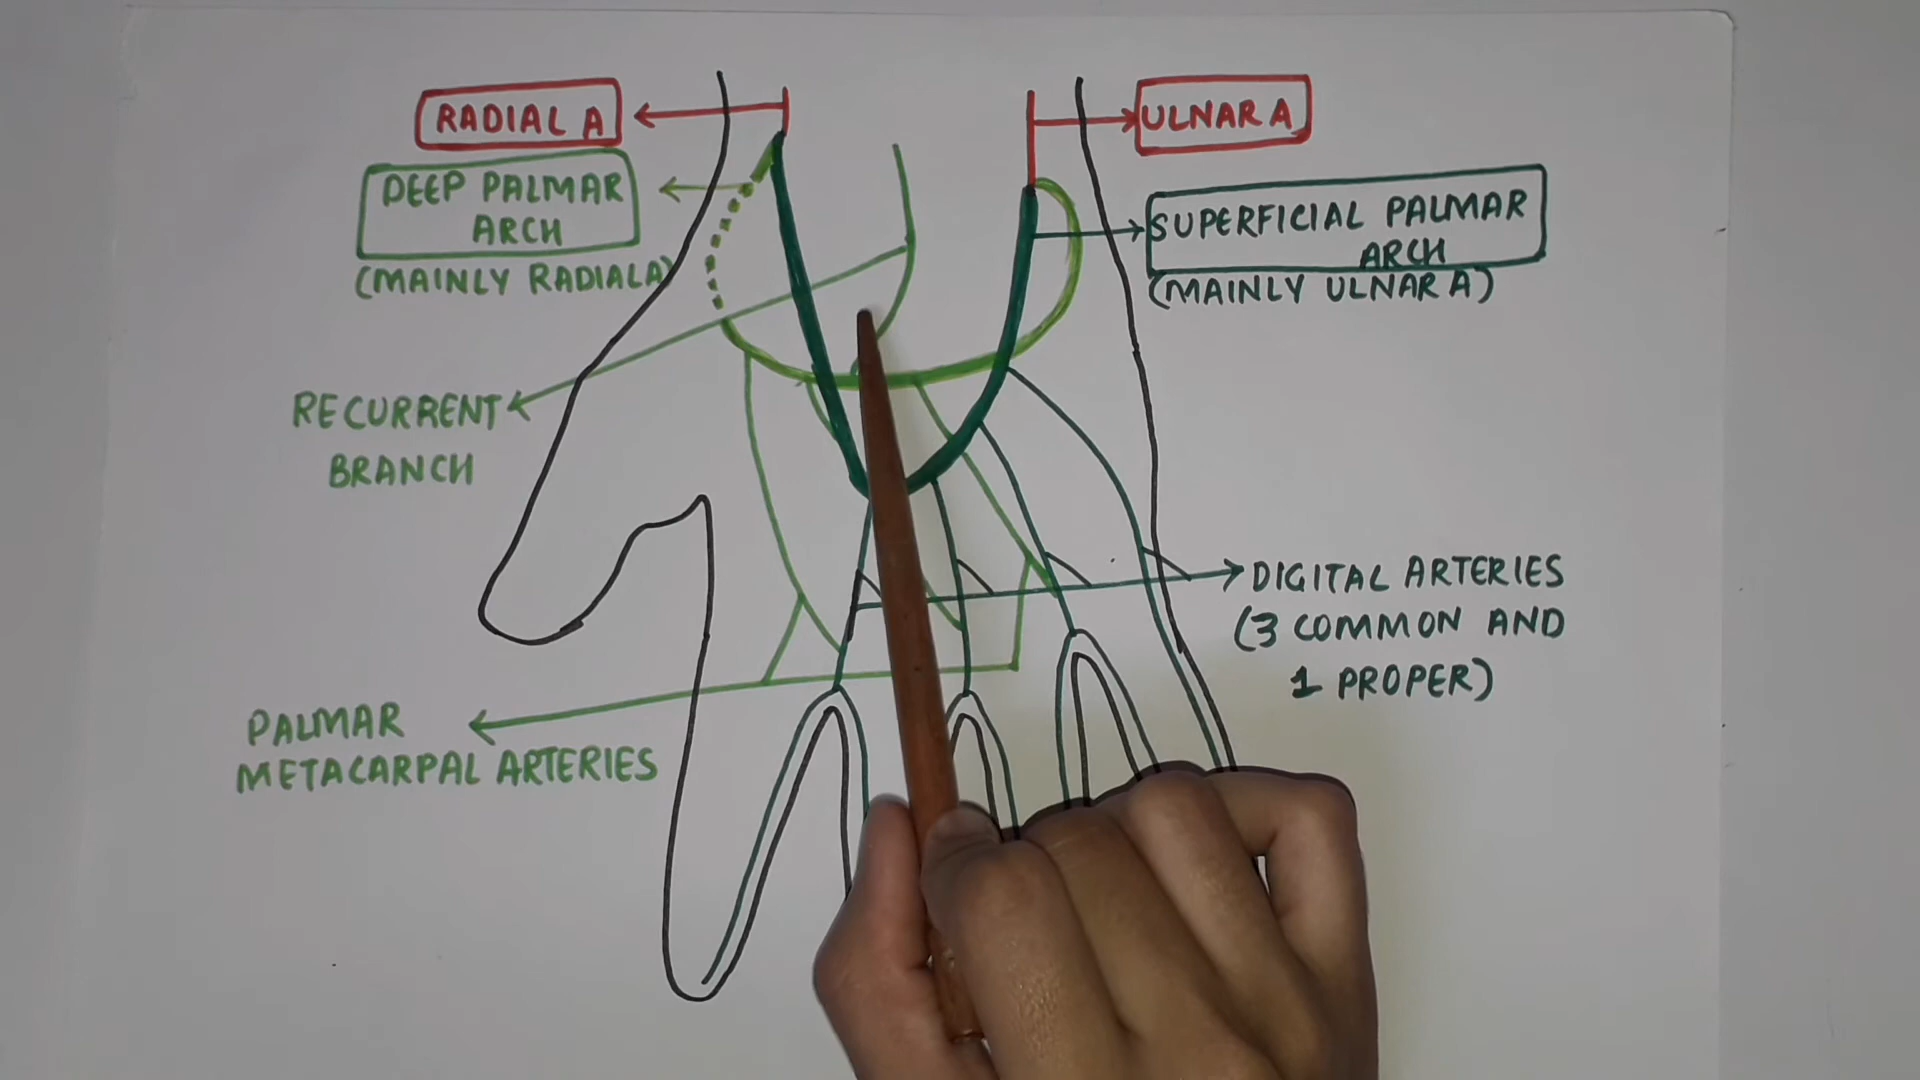 RADIAL A
DEEP PALMAR
ARCH
(MAINLY RADIALA)
RECURRENT
BRANCH
PALMAR
METACARPAL ARTERIES
ULNAR A
SUPERFICIAL PALMAR
ARCH
(MAINLY ULNAR A)
DIGITAL ARTERIES
(3 COMMON AND
1 PROPER)